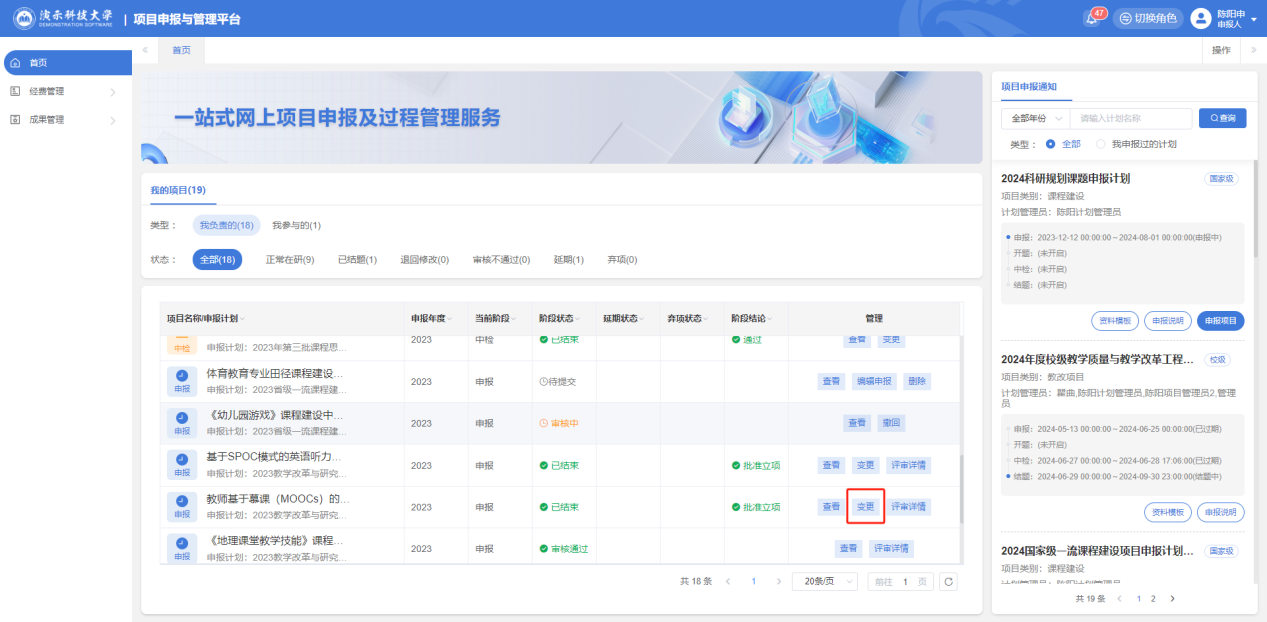 演示科技大学
DEMONSTRATION SOFTWARE
| 项目申报与管理平台
47
切换角色
陈阳申
申报人
首页
经费管理
成果管理
首页
操作
一站式网上项目申报及过程管理服务
我的项目(19)
类型： 我负责的(18) 我参与的(1)
状态： 全部(18) 正常在研(9) 已结题(1) 退回修改(0) 审核不通过(0) 延期(1) 弃项(0)
项目名称/申报计划 申报年度 当前阶段 阶段状态 延期状态 弃项状态 阶段结论 管理
中检 申报计划：2023年第三批课程思... 2023 中检 已结束 通过 查看 变更
体育教育专业田径课程建设...
申报 申报计划：2023省级一流课程建... 2023 申报 待提交 查看 编辑申报 删除
《幼儿园游戏》课程建设中...
申报 申报计划：2023省级一流课程建... 2023 申报 审核中 查看 撤回
基于SPOC模式的英语听力...
申报 申报计划：2023教学改革与研究... 2023 申报 已结束 批准立项 查看 变更 评审详情
教师基于慕课（MOOCs）的...
申报 申报计划：2023教学改革与研究... 2023 申报 已结束 批准立项 查看 变更 评审详情
《地理课堂教学技能》课程...
申报 申报计划：2023教学改革与研究... 2023 申报 审核通过 查看 评审详情
共 18 条 1 20条/页 前往 1 页
项目申报通知
全部年份 请输入计划名称 查询
类型： 全部 我申报过的计划
2024科研规划课题申报计划 国家级
项目类别：课程建设
计划管理员：陈阳计划管理员
申报：2023-12-12 00:00:00 ~ 2024-08-01 00:00:00(申报中)
开题：(未开启)
中检：(未开启)
结题：(未开启)
资料模板 申报说明 申报项目
2024年度校级教学质量与教学改革工程... 校级
项目类别：教改项目
计划管理员：翟曲,陈阳计划管理员,陈阳项目管理员2,管理员
申报：2024-05-13 00:00:00 ~ 2024-06-25 00:00:00(已过期)
开题：(未开启)
中检：2024-06-27 00:00:00 ~ 2024-06-28 17:06:00(已过期)
结题：2024-06-29 00:00:00 ~ 2024-09-30 23:00:00(结题中)
资料模板 申报说明
2024国家级一流课程建设项目申报计划... 国家级
项目类别：课程建设
计划管理员：陈阳计划管理员
共 19 条 1 2